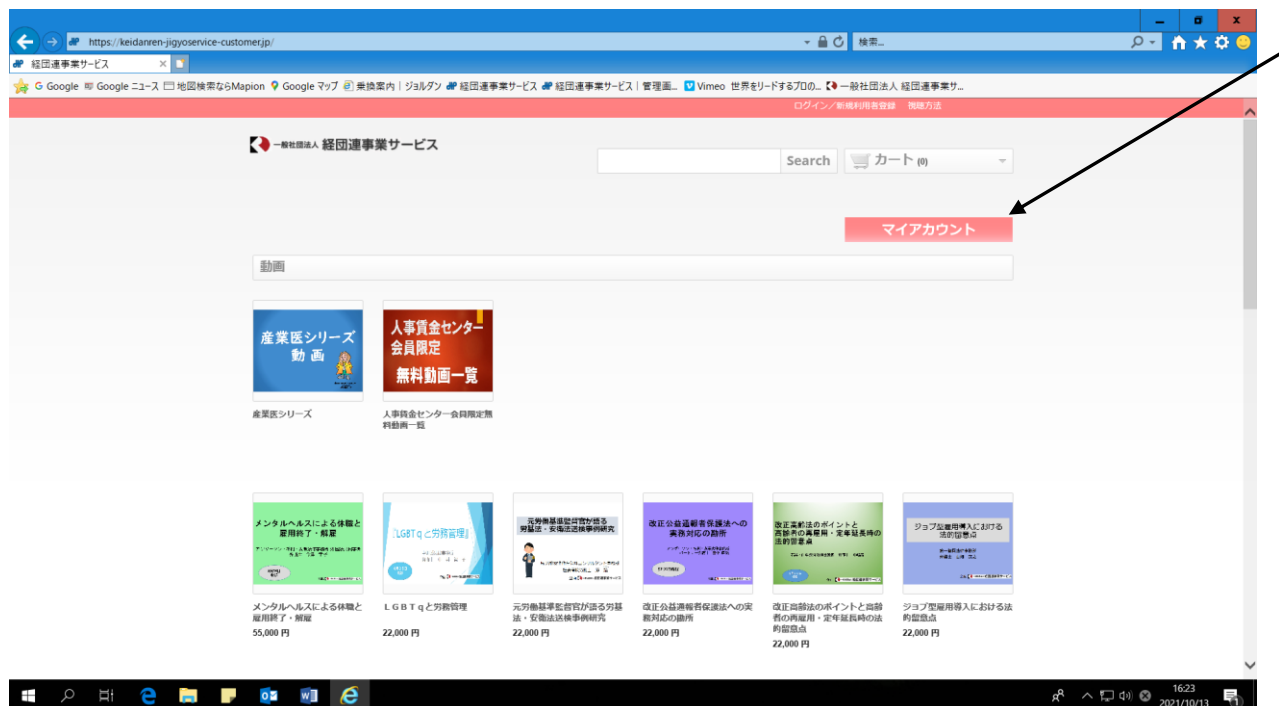 https://keidanren-jigyoservice-customer.jp/
検索...
経団連事業サービス
G Google
Google ニュース
地図検索ならMapion
Google マップ
乗換案内 | ジョルダン
経団連事業サービス
経団連事業サービス | 管理画...
Vimeo 世界をリードするプロの...
一般社団法人 経団連事業サ...
ログイン／新規利用者登録 視聴方法
一般社団法人 経団連事業サービス
Search
カート (0)
マイアカウント
動画
産業医シリーズ
動画
人事賃金センター
会員限定
無料動画一覧
産業医シリーズ
人事賃金センター会員限定無
料動画一覧
メンタルヘルスによる休職と
雇用終了・解雇
『LGBTqと労務管理』
元労働基準監督官が語る
労基法・安衛法送検事例研究
改正公益通報者保護法への
実務対応の勘所
改正高齢法のポイントと
高齢者の再雇用・定年延長時の
法的留意点
ジョブ型雇用導入における
法的留意点
メンタルヘルスによる休職と
雇用終了・解雇
55,000 円
ＬＧＢＴｑと労務管理
22,000 円
元労働基準監督官が語る労基
法・安衛法送検事例研究
22,000 円
改正公益通報者保護法への実
務対応の勘所
22,000 円
改正高齢法のポイントと高齢
者の再雇用・定年延長時の法
的留意点
22,000 円
ジョブ型雇用導入における法
的留意点
22,000 円
16:23
2021/10/13